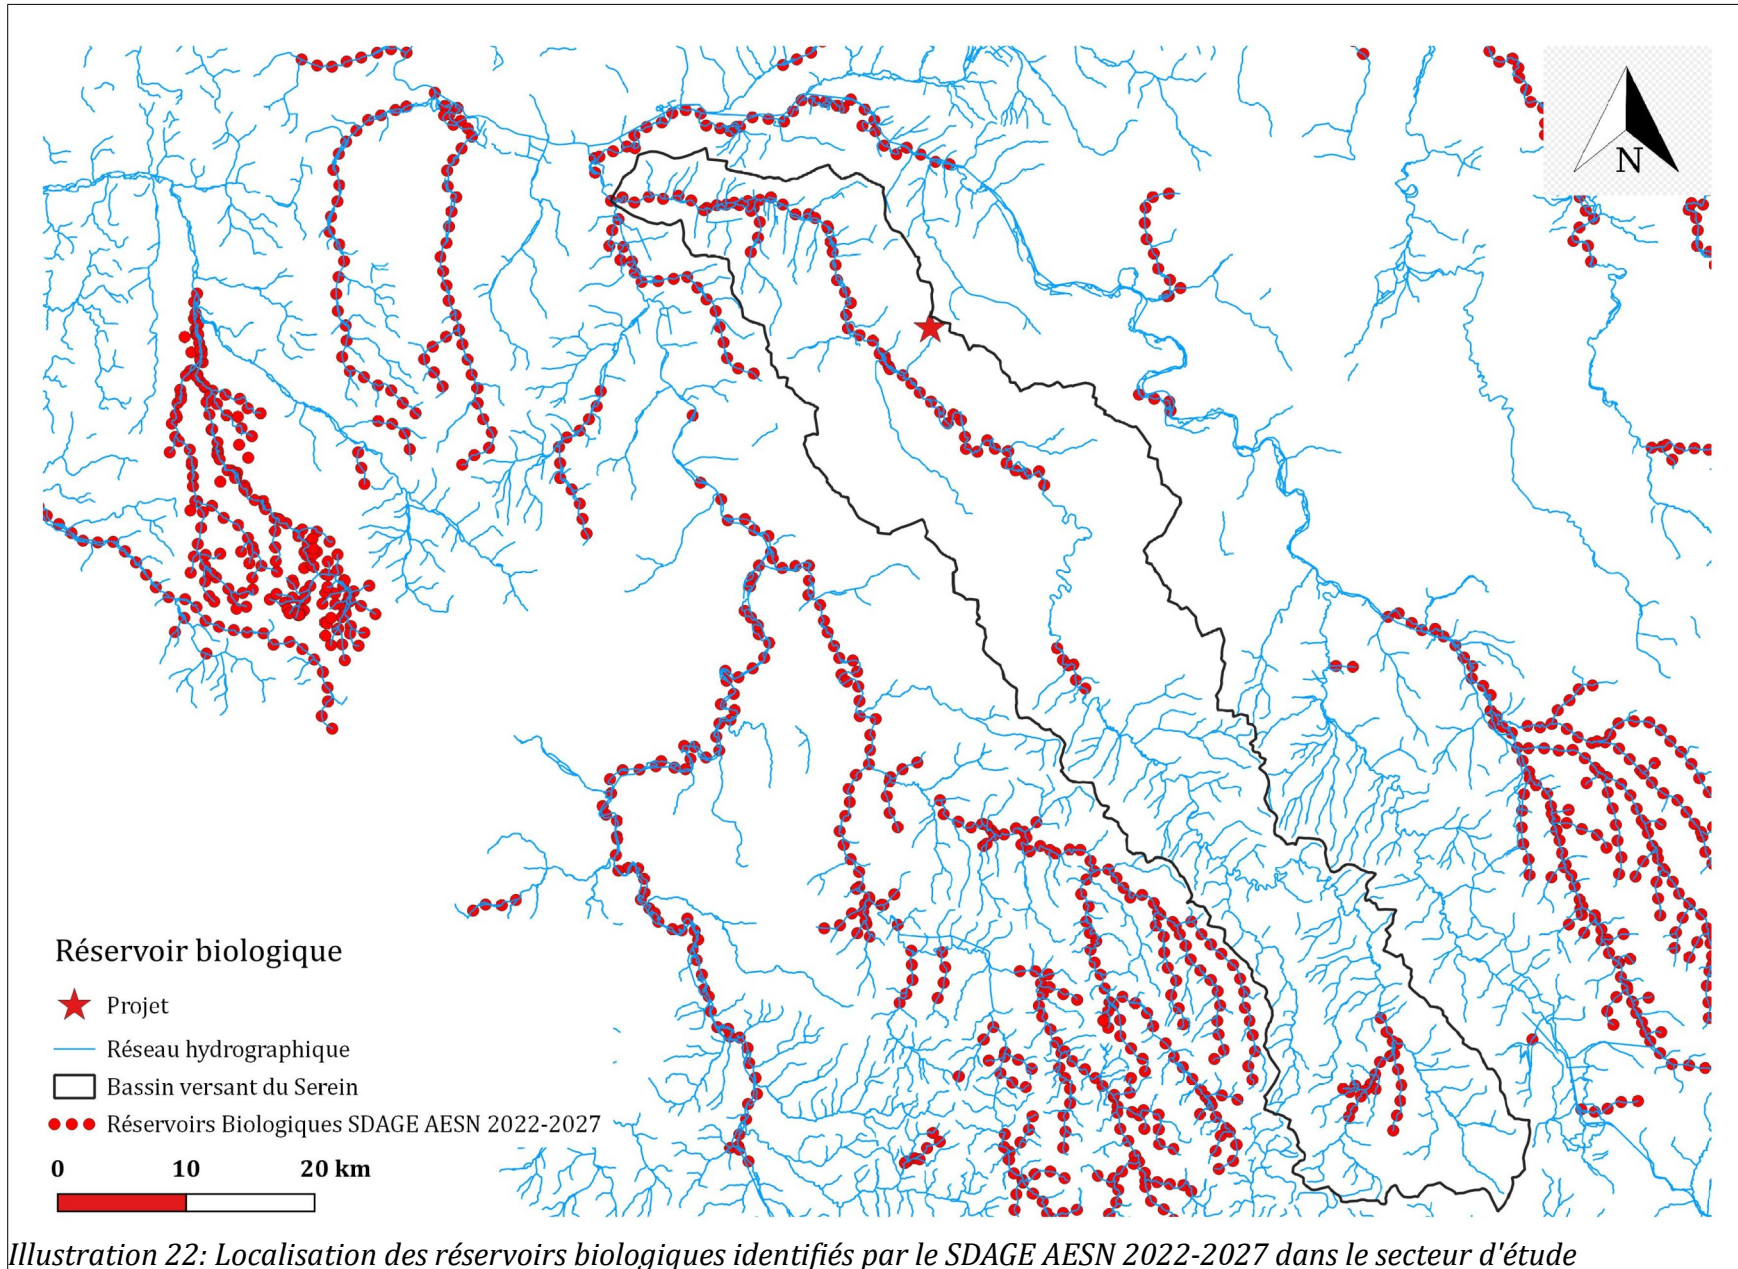 N
Réservoir biologique
Projet
Réseau hydrographique
Bassin versant du Serein
Réservoirs Biologiques SDAGE AESN 2022-2027
0 10 20 km
Illustration 22: Localisation des réservoirs biologiques identifiés par le SDAGE AESN 2022-2027 dans le secteur d'étude